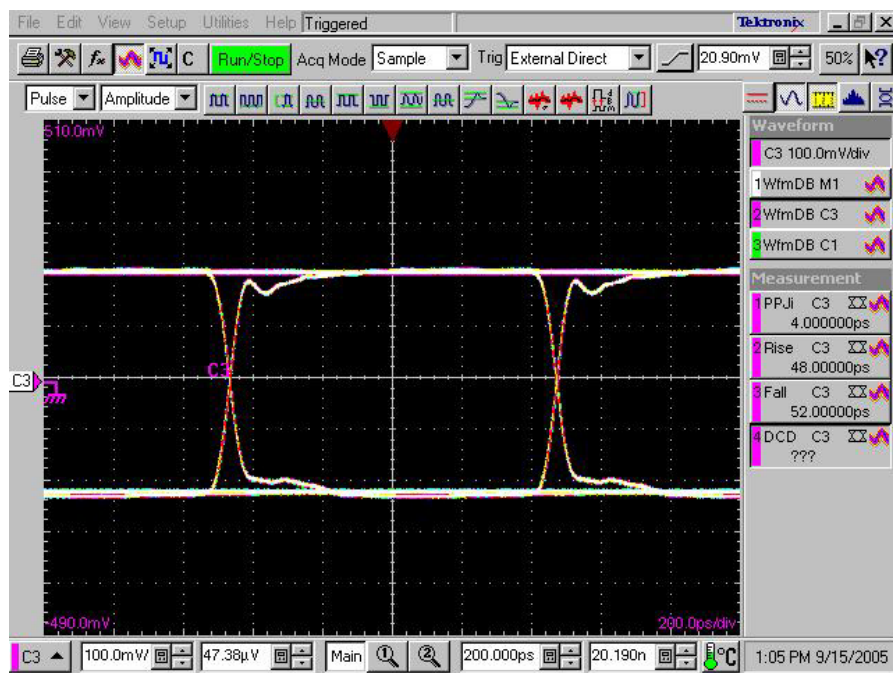 File Edit View Setup Utilities Help Triggered Tektronix
C Run/Stop Acq Mode Sample Trig External Direct 20.90mV 50%
Pulse Amplitude
510.0mV
Waveform
C3 100.0mV/div
1 WfmDB M1
2 WfmDB C3
3 WfmDB C1
Measurement
1 PPJi C3
4.000000ps
2 Rise C3
48.00000ps
3 Fall C3
52.00000ps
4 DCD C3
???
C3
C3
-490.0mV 200.0ps/div
C3 100.0mV/ 47.38µV Main 1 2 200.000ps 20.190n °C 1:05 PM 9/15/2005